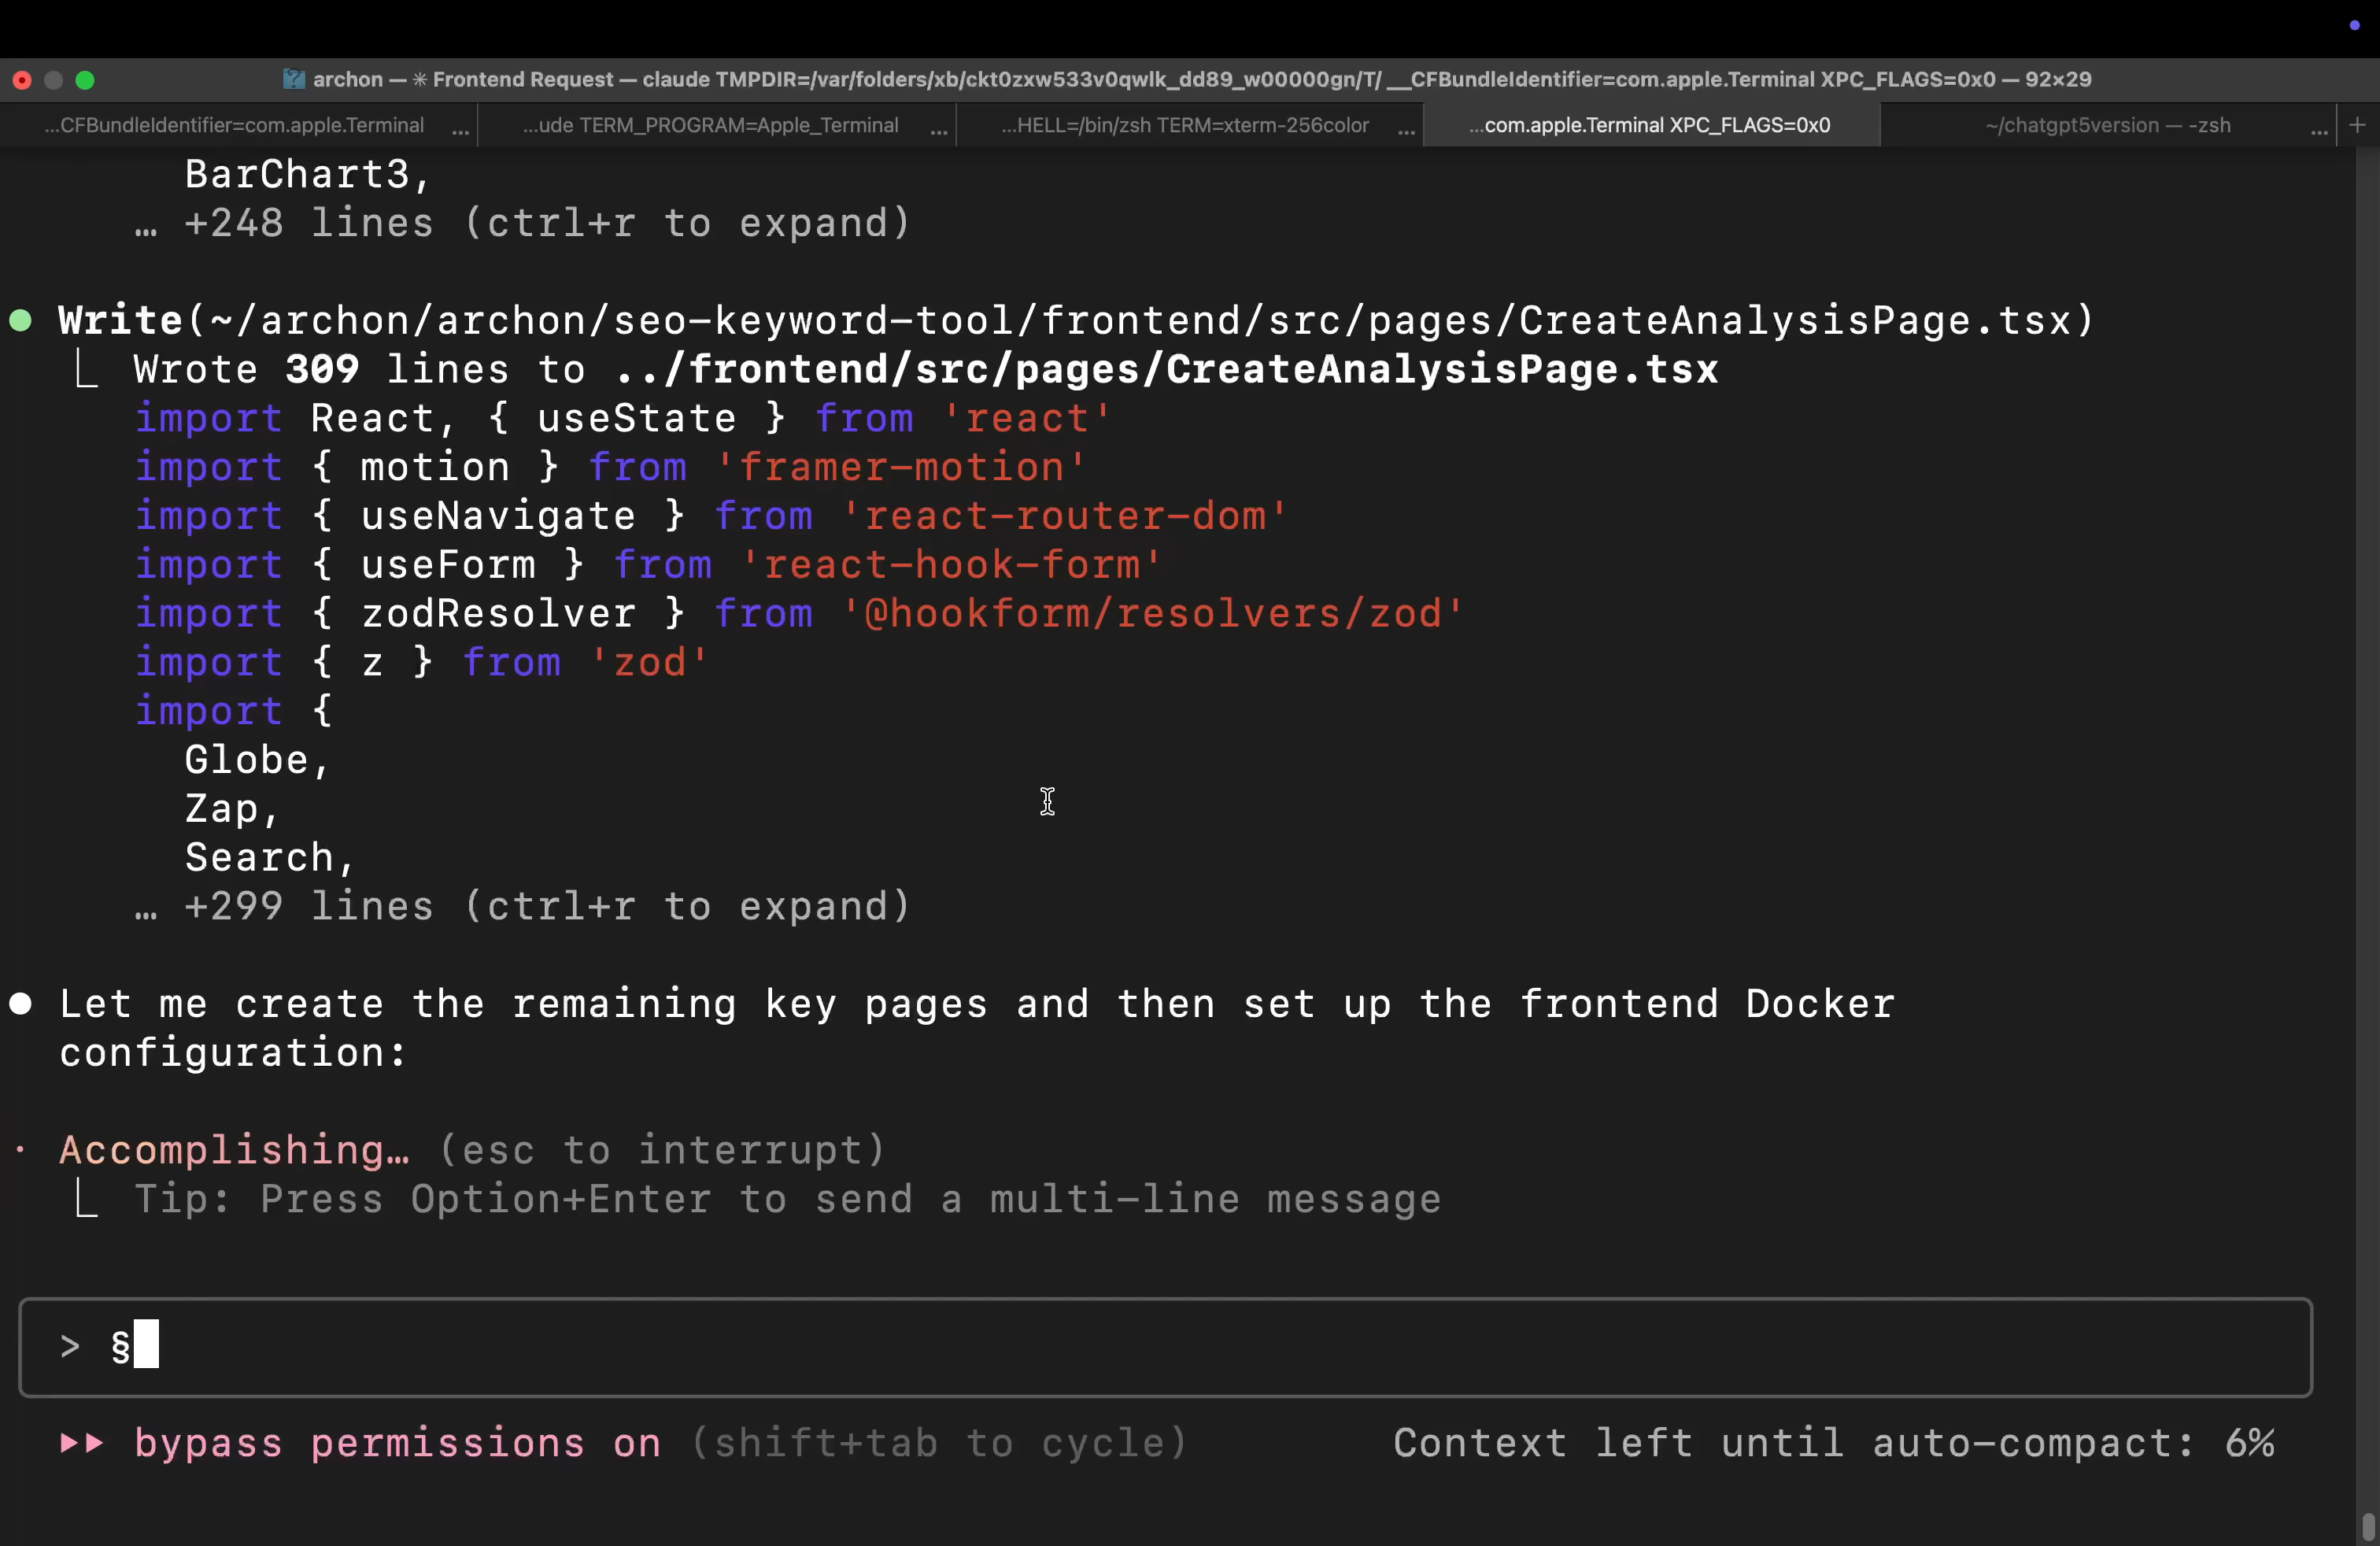 archon — ✳ Frontend Request — claude TMPDIR=/var/folders/xb/ckt0zxw533v0qwlk_dd89_w00000gn/T/ __CFBundleIdentifier=com.apple.Terminal XPC_FLAGS=0x0 — 92×29
...CFBundleIdentifier=com.apple.Terminal ... ...ude TERM_PROGRAM=Apple_Terminal ... ...HELL=/bin/zsh TERM=xterm-256color ... ...com.apple.Terminal XPC_FLAGS=0x0 ~/chatgpt5version — -zsh ... +
BarChart3,
… +248 lines (ctrl+r to expand)
● Write(~/archon/archon/seo-keyword-tool/frontend/src/pages/CreateAnalysisPage.tsx)
⎿ Wrote 309 lines to ../frontend/src/pages/CreateAnalysisPage.tsx
import React, { useState } from 'react'
import { motion } from 'framer-motion'
import { useNavigate } from 'react-router-dom'
import { useForm } from 'react-hook-form'
import { zodResolver } from '@hookform/resolvers/zod'
import { z } from 'zod'
import {
Globe,
Zap,
Search,
… +299 lines (ctrl+r to expand)
● Let me create the remaining key pages and then set up the frontend Docker
configuration:
· Accomplishing… (esc to interrupt)
⎿ Tip: Press Option+Enter to send a multi-line message
> §
⏵⏵ bypass permissions on (shift+tab to cycle) Context left until auto-compact: 6%